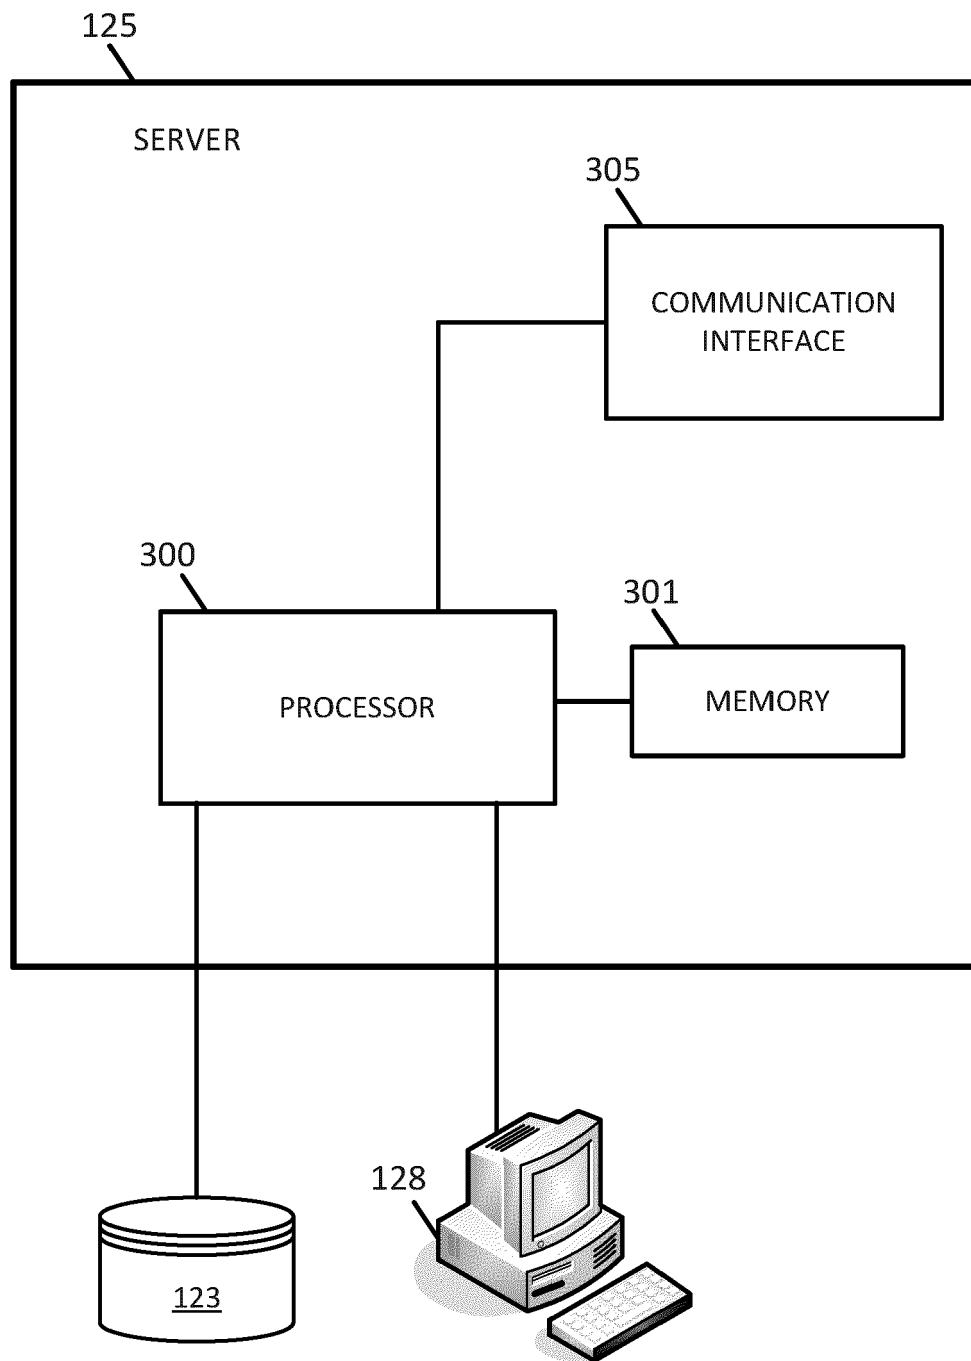 125
SERVER
305
COMMUNICATION
INTERFACE
300
301
PROCESSOR
MEMORY
128
123